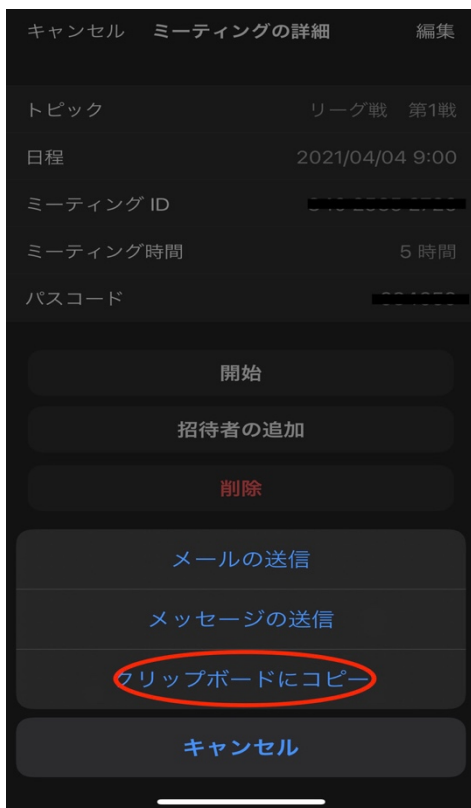 キャンセル ミーティングの詳細 編集
トピック リーグ戦 第1戦
日程 2021/04/04 9:00
ミーティング ID
ミーティング時間 5 時間
パスコード
開始
招待者の追加
削除
メールの送信
メッセージの送信
クリップボードにコピー
キャンセル